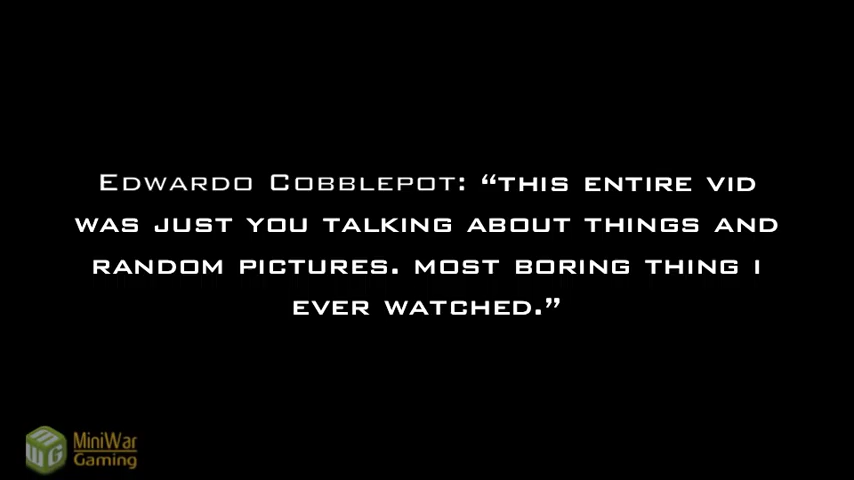 Edwardo Cobblepot: “this entire vid
was just you talking about things and
random pictures. most boring thing i
ever watched.”
MWG
MiniWar
Gaming